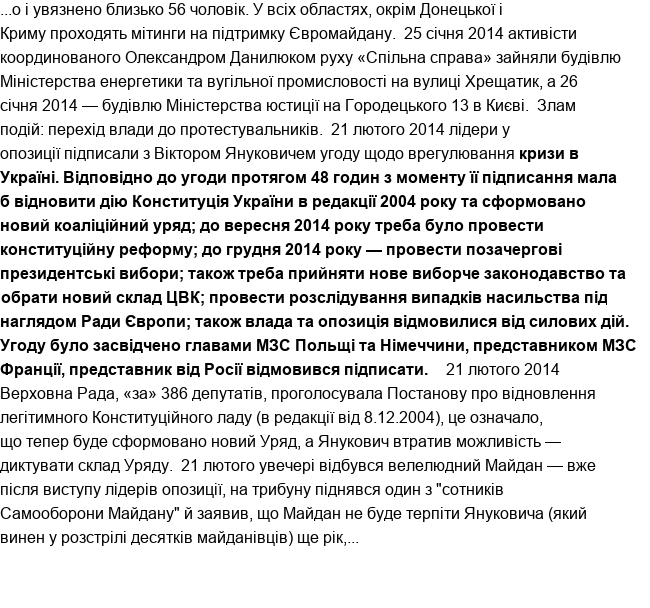 ...о і увязнено близько 56 чоловік. У всіх областях, окрім Донецької і
Криму проходять мітинги на підтримку Євромайдану.  25 січня 2014 активісти
координованого Олександром Данилюком руху «Спільна справа» зайняли будівлю
Міністерства енергетики та вугільної промисловості на вулиці Хрещатик, а 26
січня 2014 — будівлю Міністерства юстиції на Городецького 13 в Києві.  Злам
подій: перехід влади до протестувальників.  21 лютого 2014 лідери у
опозиції підписали з Віктором Януковичем угоду щодо врегулювання кризи в
Україні. Відповідно до угоди протягом 48 годин з моменту її підписання мала
б відновити дію Конституція України в редакції 2004 року та сформовано
новий коаліційний уряд; до вересня 2014 року треба було провести
конституційну реформу; до грудня 2014 року — провести позачергові
президентські вибори; також треба прийняти нове виборче законодавство та
обрати новий склад ЦВК; провести розслідування випадків насильства під
наглядом Ради Європи; також влада та опозиція відмовилися від силових дій.
Угоду було засвідчено главами МЗС Польщі та Німеччини, представником МЗС
Франції, представник від Росії відмовився підписати.    21 лютого 2014
Верховна Рада, «за» 386 депутатів, проголосувала Постанову про відновлення
легітимного Конституційного ладу (в редакції від 8.12.2004), це означало,
що тепер буде сформовано новий Уряд, а Янукович втратив можливість —
диктувати склад Уряду.  21 лютого увечері відбувся велелюдний Майдан — вже
після виступу лідерів опозиції, на трибуну піднявся один з "сотників
Самооборони Майдану" й заявив, що Майдан не буде терпіти Януковича (який
винен у розстрілі десятків майданівців) ще рік,...